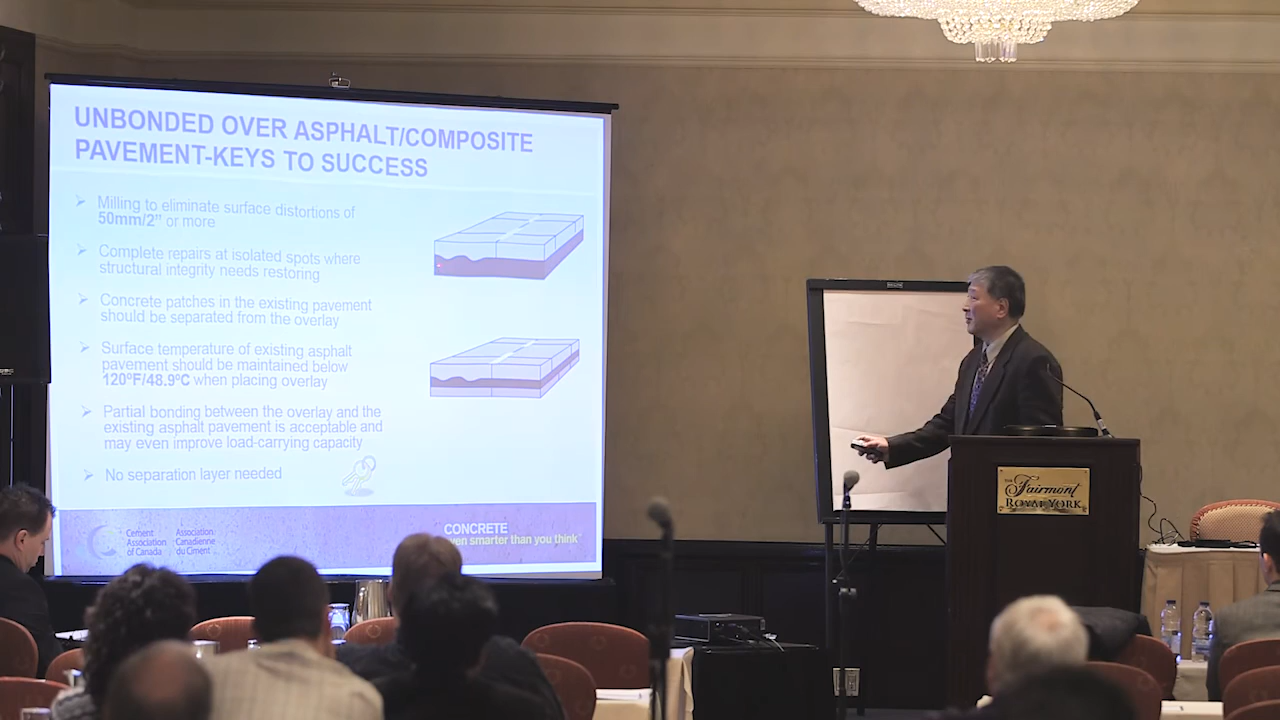 UNBONDED OVER ASPHALT/COMPOSITE
PAVEMENT-KEYS TO SUCCESS
Milling to eliminate surface distortions of
50mm/2” or more
Complete repairs at isolated spots where
structural integrity needs restoring
Concrete patches in the existing pavement
should be separated from the overlay
Surface temperature of existing asphalt
pavement should be maintained below
120ºF/48.9ºC when placing overlay
Partial bonding between the overlay and the
existing asphalt pavement is acceptable and
may even improve load-carrying capacity
No separation layer needed
Cement
Association
of Canada
Association
Canadienne
du Ciment
CONCRETE
even smarter than you think
THE Fairmont
ROYAL YORK